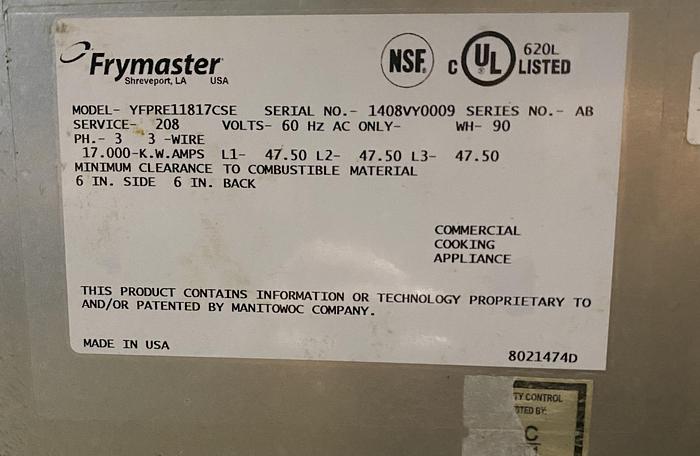 Frymaster
Shreveport, LA USA
NSF
C UL LISTED
620L
MODEL- YFPRE11817CSE SERIAL NO.- 1408VY0009 SERIES NO.- AB
SERVICE- 208 VOLTS- 60 Hz AC ONLY- WH- 90
PH.- 3 3 -WIRE
17.000-K.W.AMPS L1- 47.50 L2- 47.50 L3- 47.50
MINIMUM CLEARANCE TO COMBUSTIBLE MATERIAL
6 IN. SIDE 6 IN. BACK
COMMERCIAL
COOKING
APPLIANCE
THIS PRODUCT CONTAINS INFORMATION OR TECHNOLOGY PROPRIETARY TO
AND/OR PATENTED BY MANITOWOC COMPANY.
MADE IN USA
8021474D
CONTROL
BY:
C